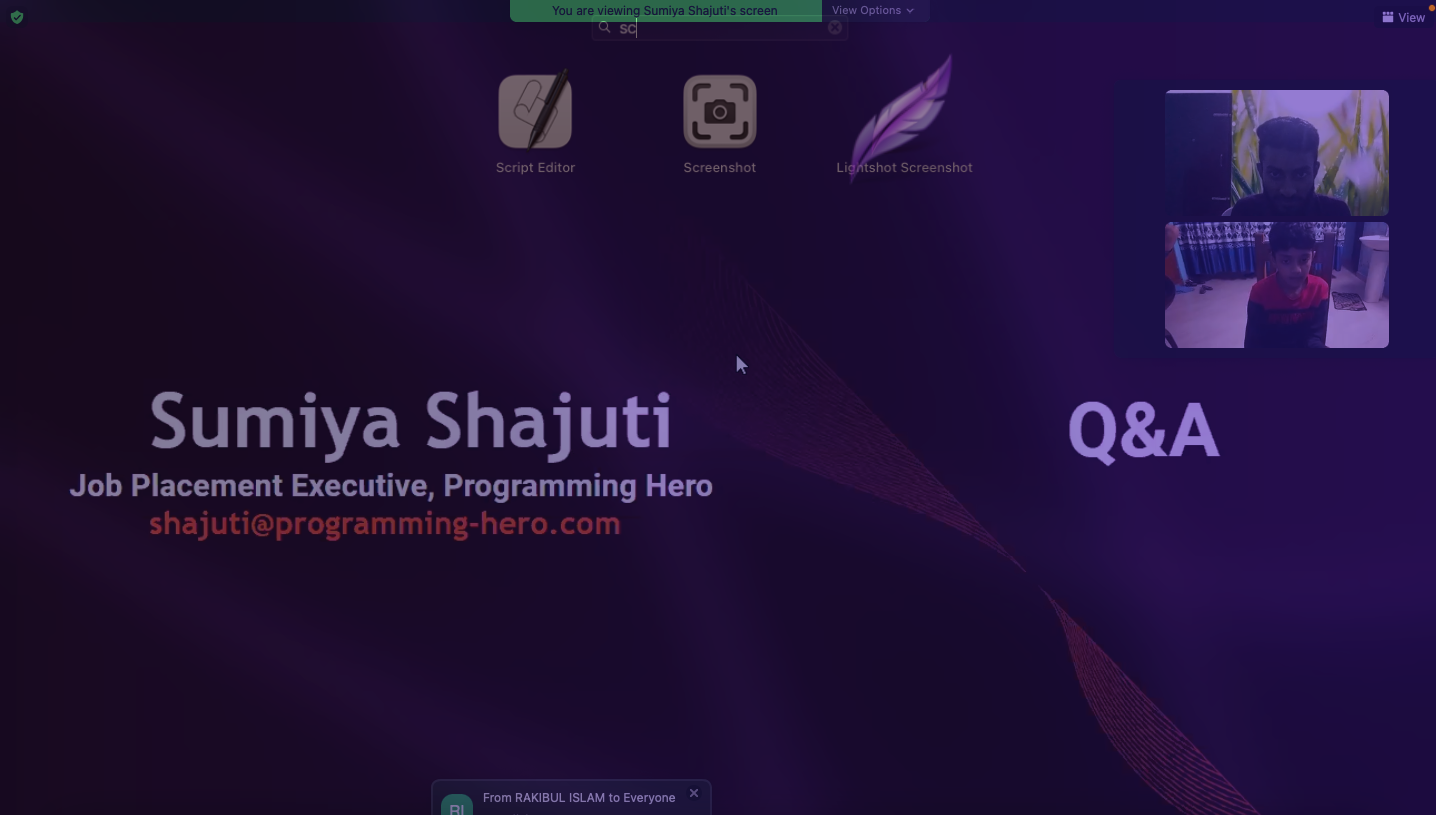 You are viewing Sumiya Shajuti's screen
View Options
View
sc
Script Editor
Screenshot
Lightshot Screenshot
Sumiya Shajuti
Job Placement Executive, Programming Hero
shajuti@programming-hero.com
Q&A
From RAKIBUL ISLAM to Everyone
RI